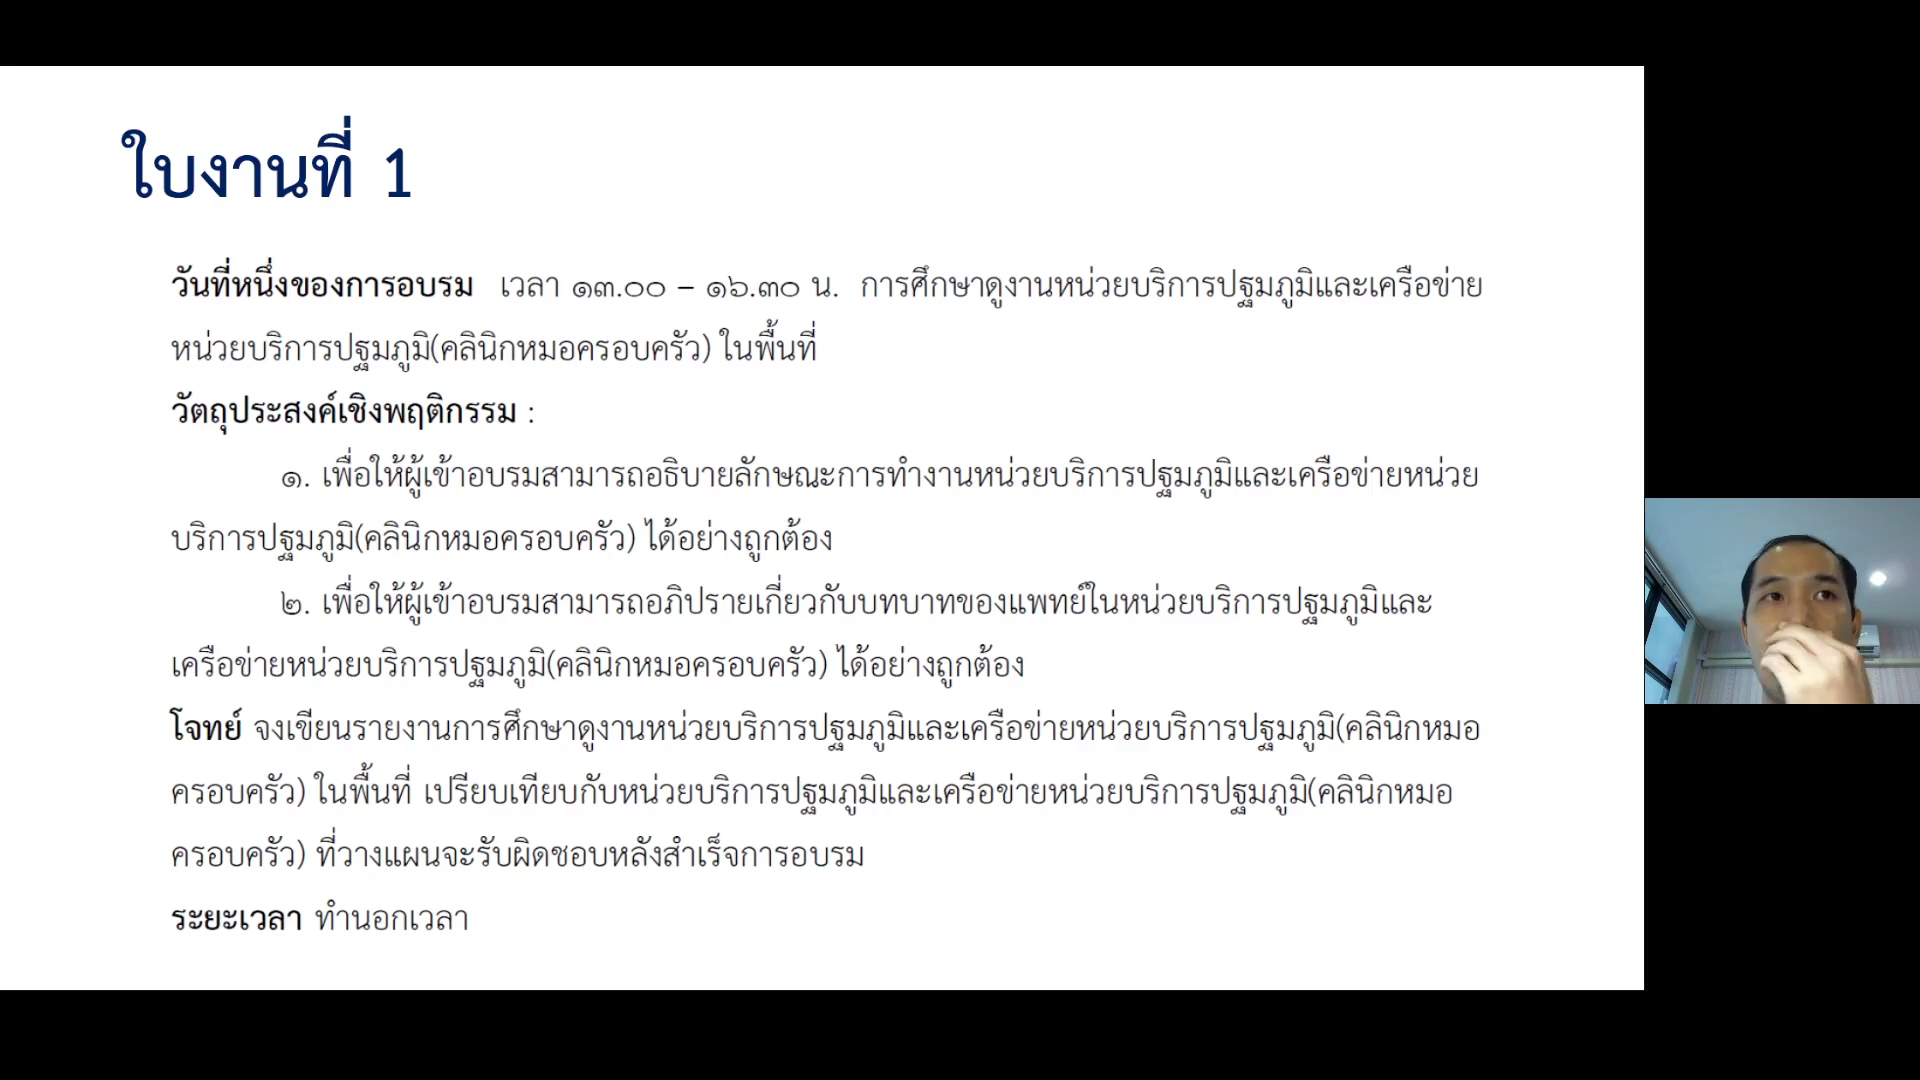 ใบงานที่ 1
วันที่หนึ่งของการอบรม เวลา ๑๓.๐๐ – ๑๖.๓๐ น. การศึกษาดูงานหน่วยบริการปฐมภูมิและเครือข่าย
หน่วยบริการปฐมภูมิ(คลินิกหมอครอบครัว) ในพื้นที่
วัตถุประสงค์เชิงพฤติกรรม :
๑. เพื่อให้ผู้เข้าอบรมสามารถอธิบายลักษณะการทำงานหน่วยบริการปฐมภูมิและเครือข่ายหน่วย
บริการปฐมภูมิ(คลินิกหมอครอบครัว) ได้อย่างถูกต้อง
๒. เพื่อให้ผู้เข้าอบรมสามารถอภิปรายเกี่ยวกับบทบาทของแพทย์ในหน่วยบริการปฐมภูมิและ
เครือข่ายหน่วยบริการปฐมภูมิ(คลินิกหมอครอบครัว) ได้อย่างถูกต้อง
โจทย์ จงเขียนรายงานการศึกษาดูงานหน่วยบริการปฐมภูมิและเครือข่ายหน่วยบริการปฐมภูมิ(คลินิกหมอ
ครอบครัว) ในพื้นที่ เปรียบเทียบกับหน่วยบริการปฐมภูมิและเครือข่ายหน่วยบริการปฐมภูมิ(คลินิกหมอ
ครอบครัว) ที่วางแผนจะรับผิดชอบหลังสำเร็จการอบรม
ระยะเวลา ทำนอกเวลา